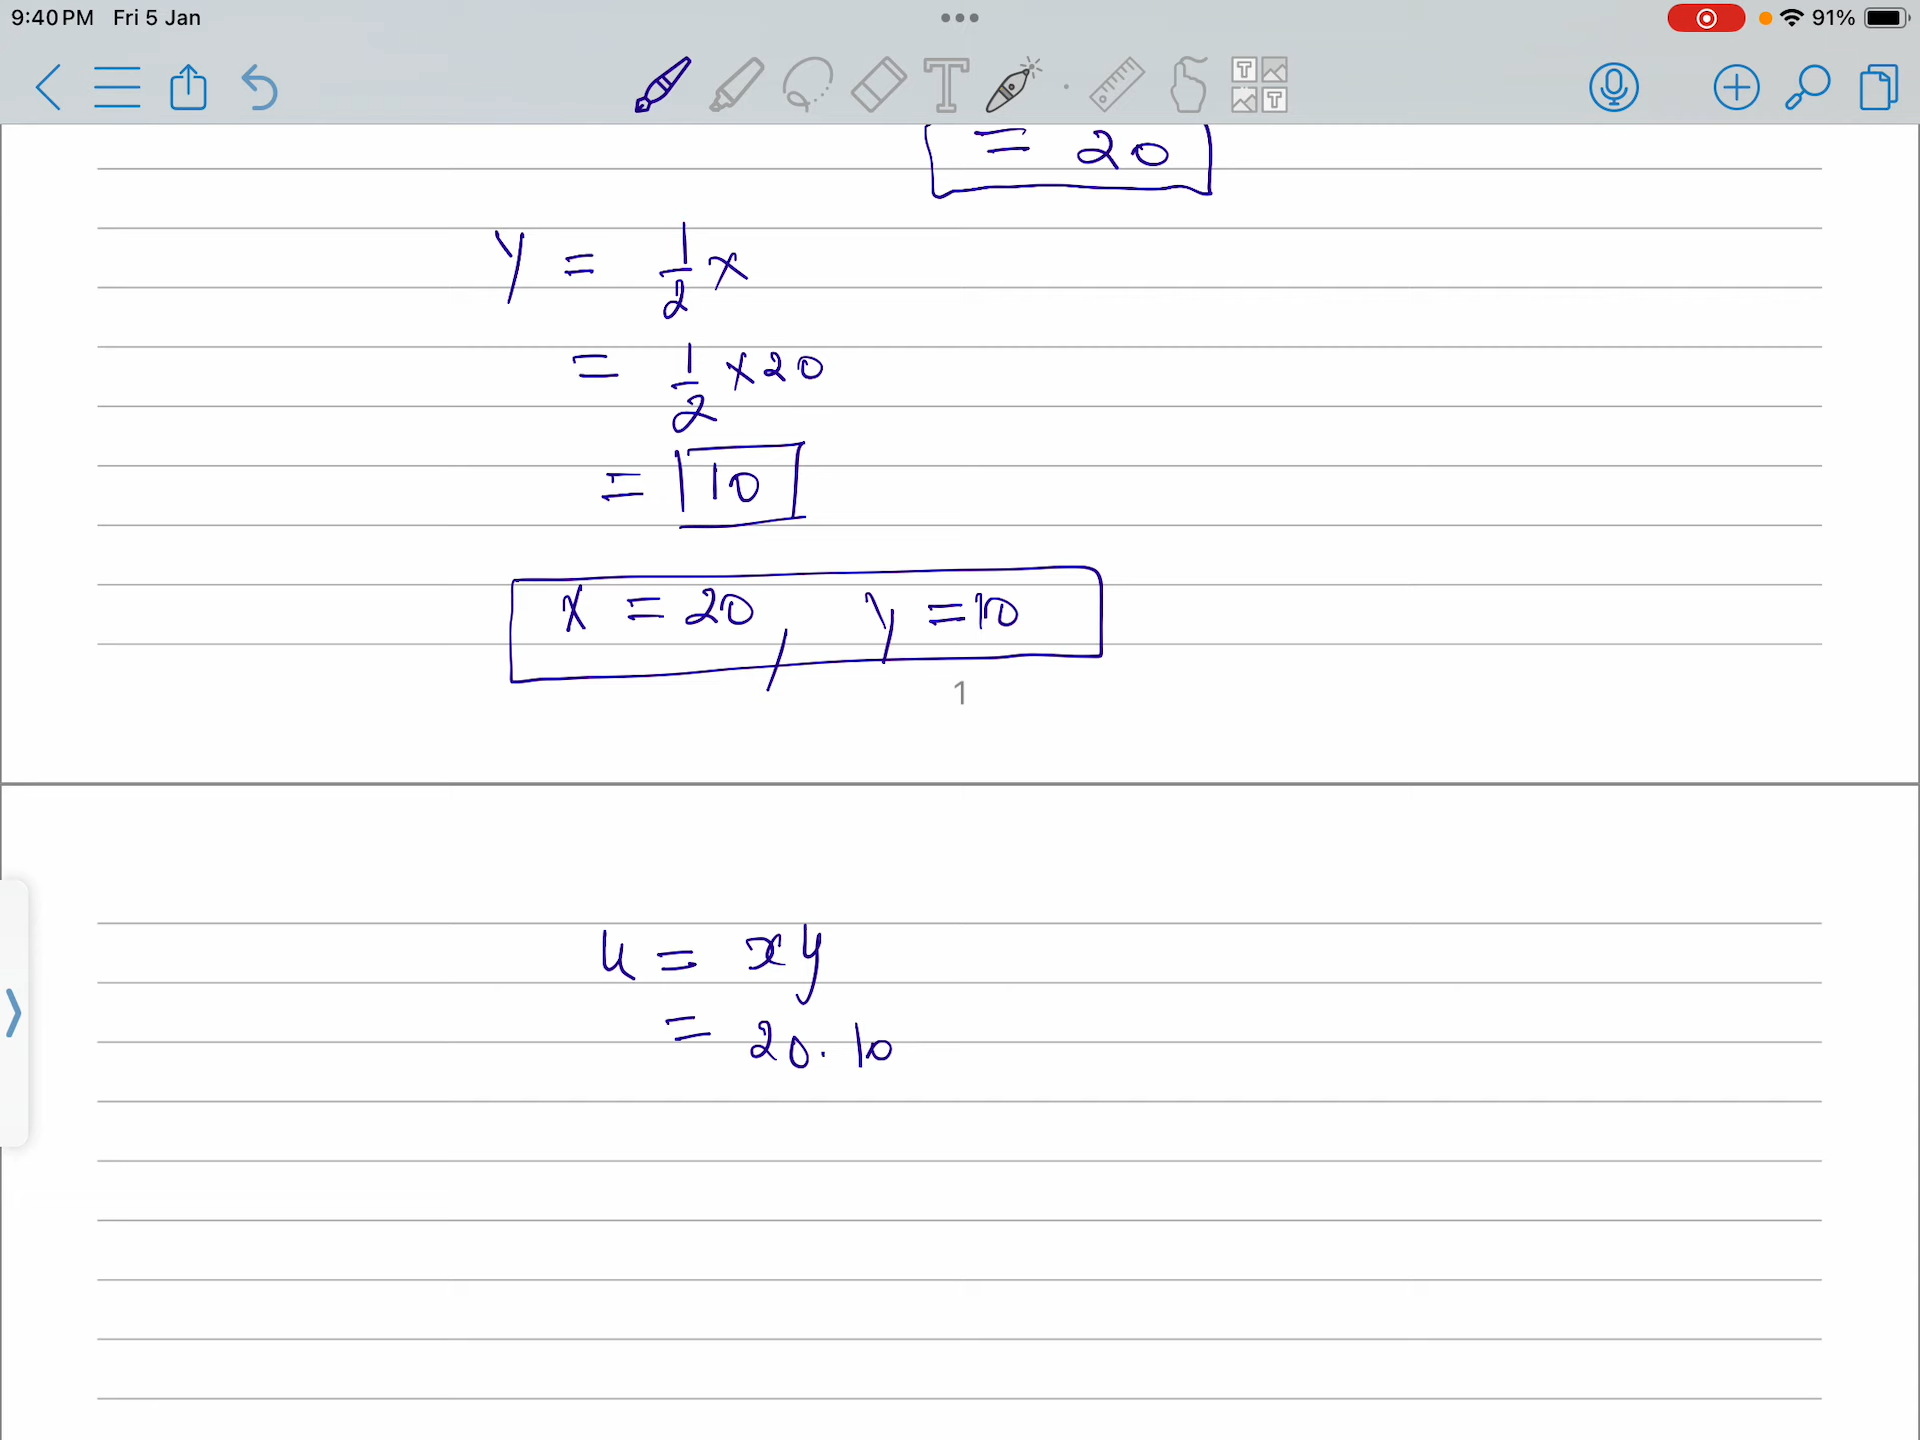 9:40 PM Fri 5 Jan
91%
= 20
y = 1/2 x
= 1/2 × 20
= 10
x = 20, y = 10
1
u = xy
= 20 . 10